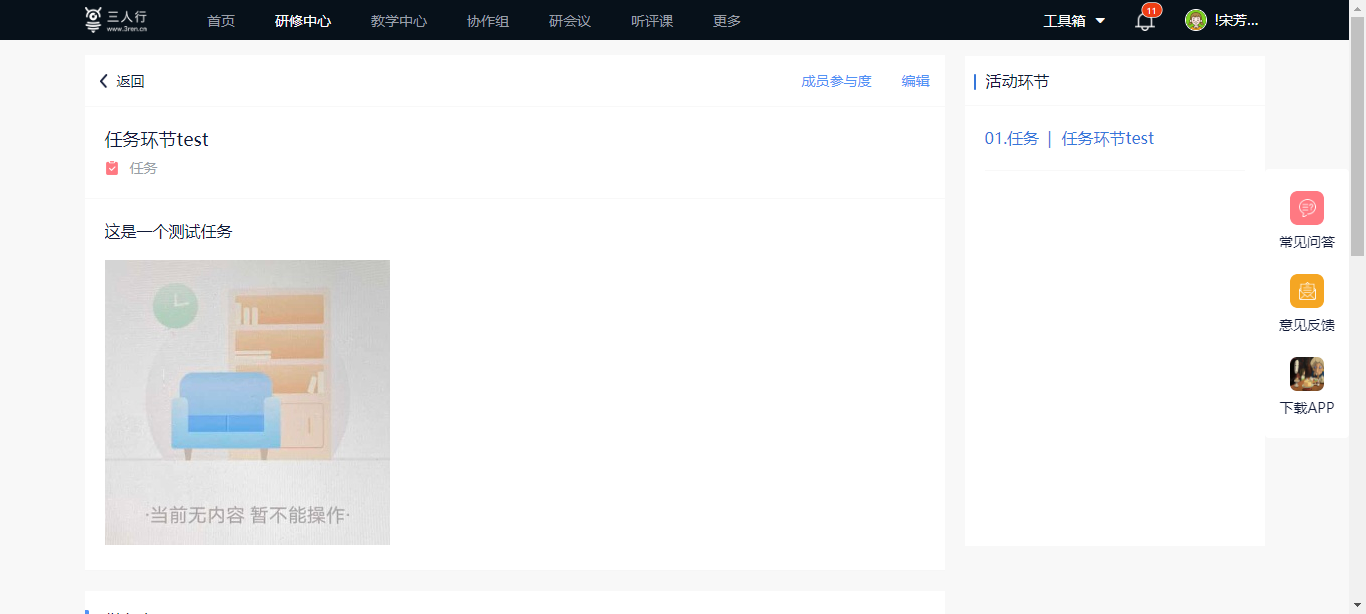 三人行
www.3ren.cn
首页
研修中心
教学中心
协作组
研会议
听评课
更多
工具箱
11
!宋芳...
返回
成员参与度
编辑
任务环节test
任务
这是一个测试任务
·当前无内容 暂不能操作·
活动环节
01.任务 | 任务环节test
常见问答
意见反馈
下载APP